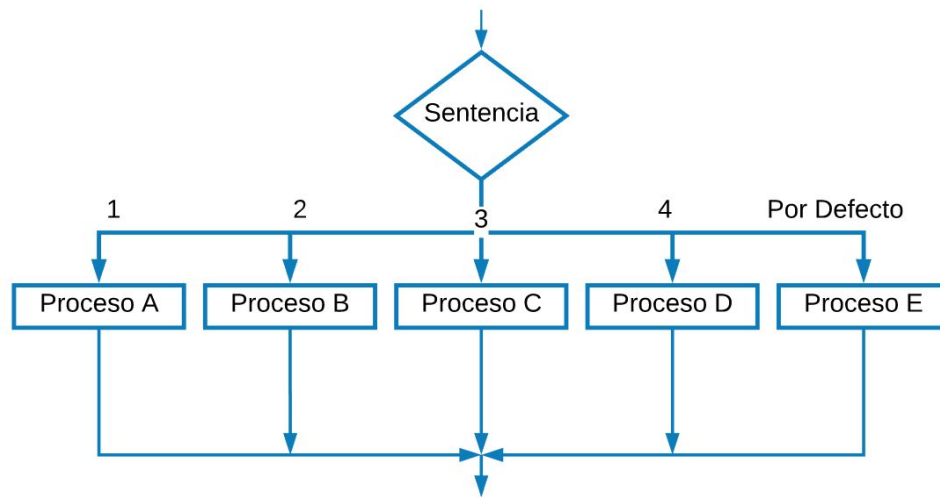 Sentencia
1
2
3
4
Por Defecto
Proceso A
Proceso B
Proceso C
Proceso D
Proceso E